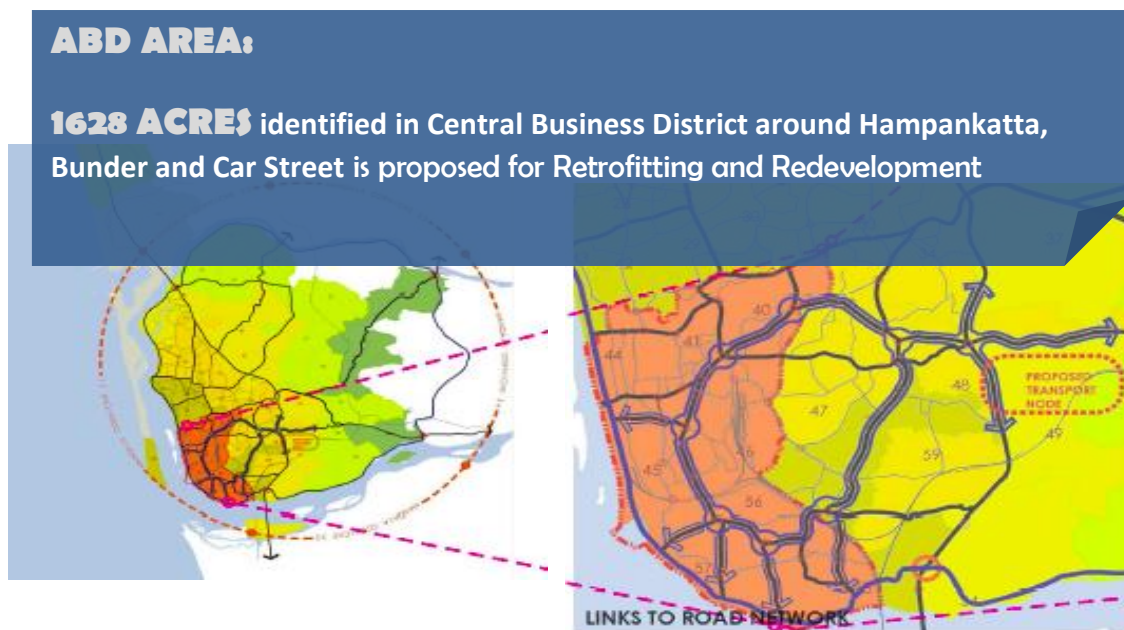 ABD AREA:
1628 ACRES identified in Central Business District around Hampankatta,
Bunder and Car Street is proposed for Retrofitting and Redevelopment
40
41
44
47
48
PROPOSED
TRANSPORT
NODE
49
59
45
56
57
LINKS TO ROAD NETWORK